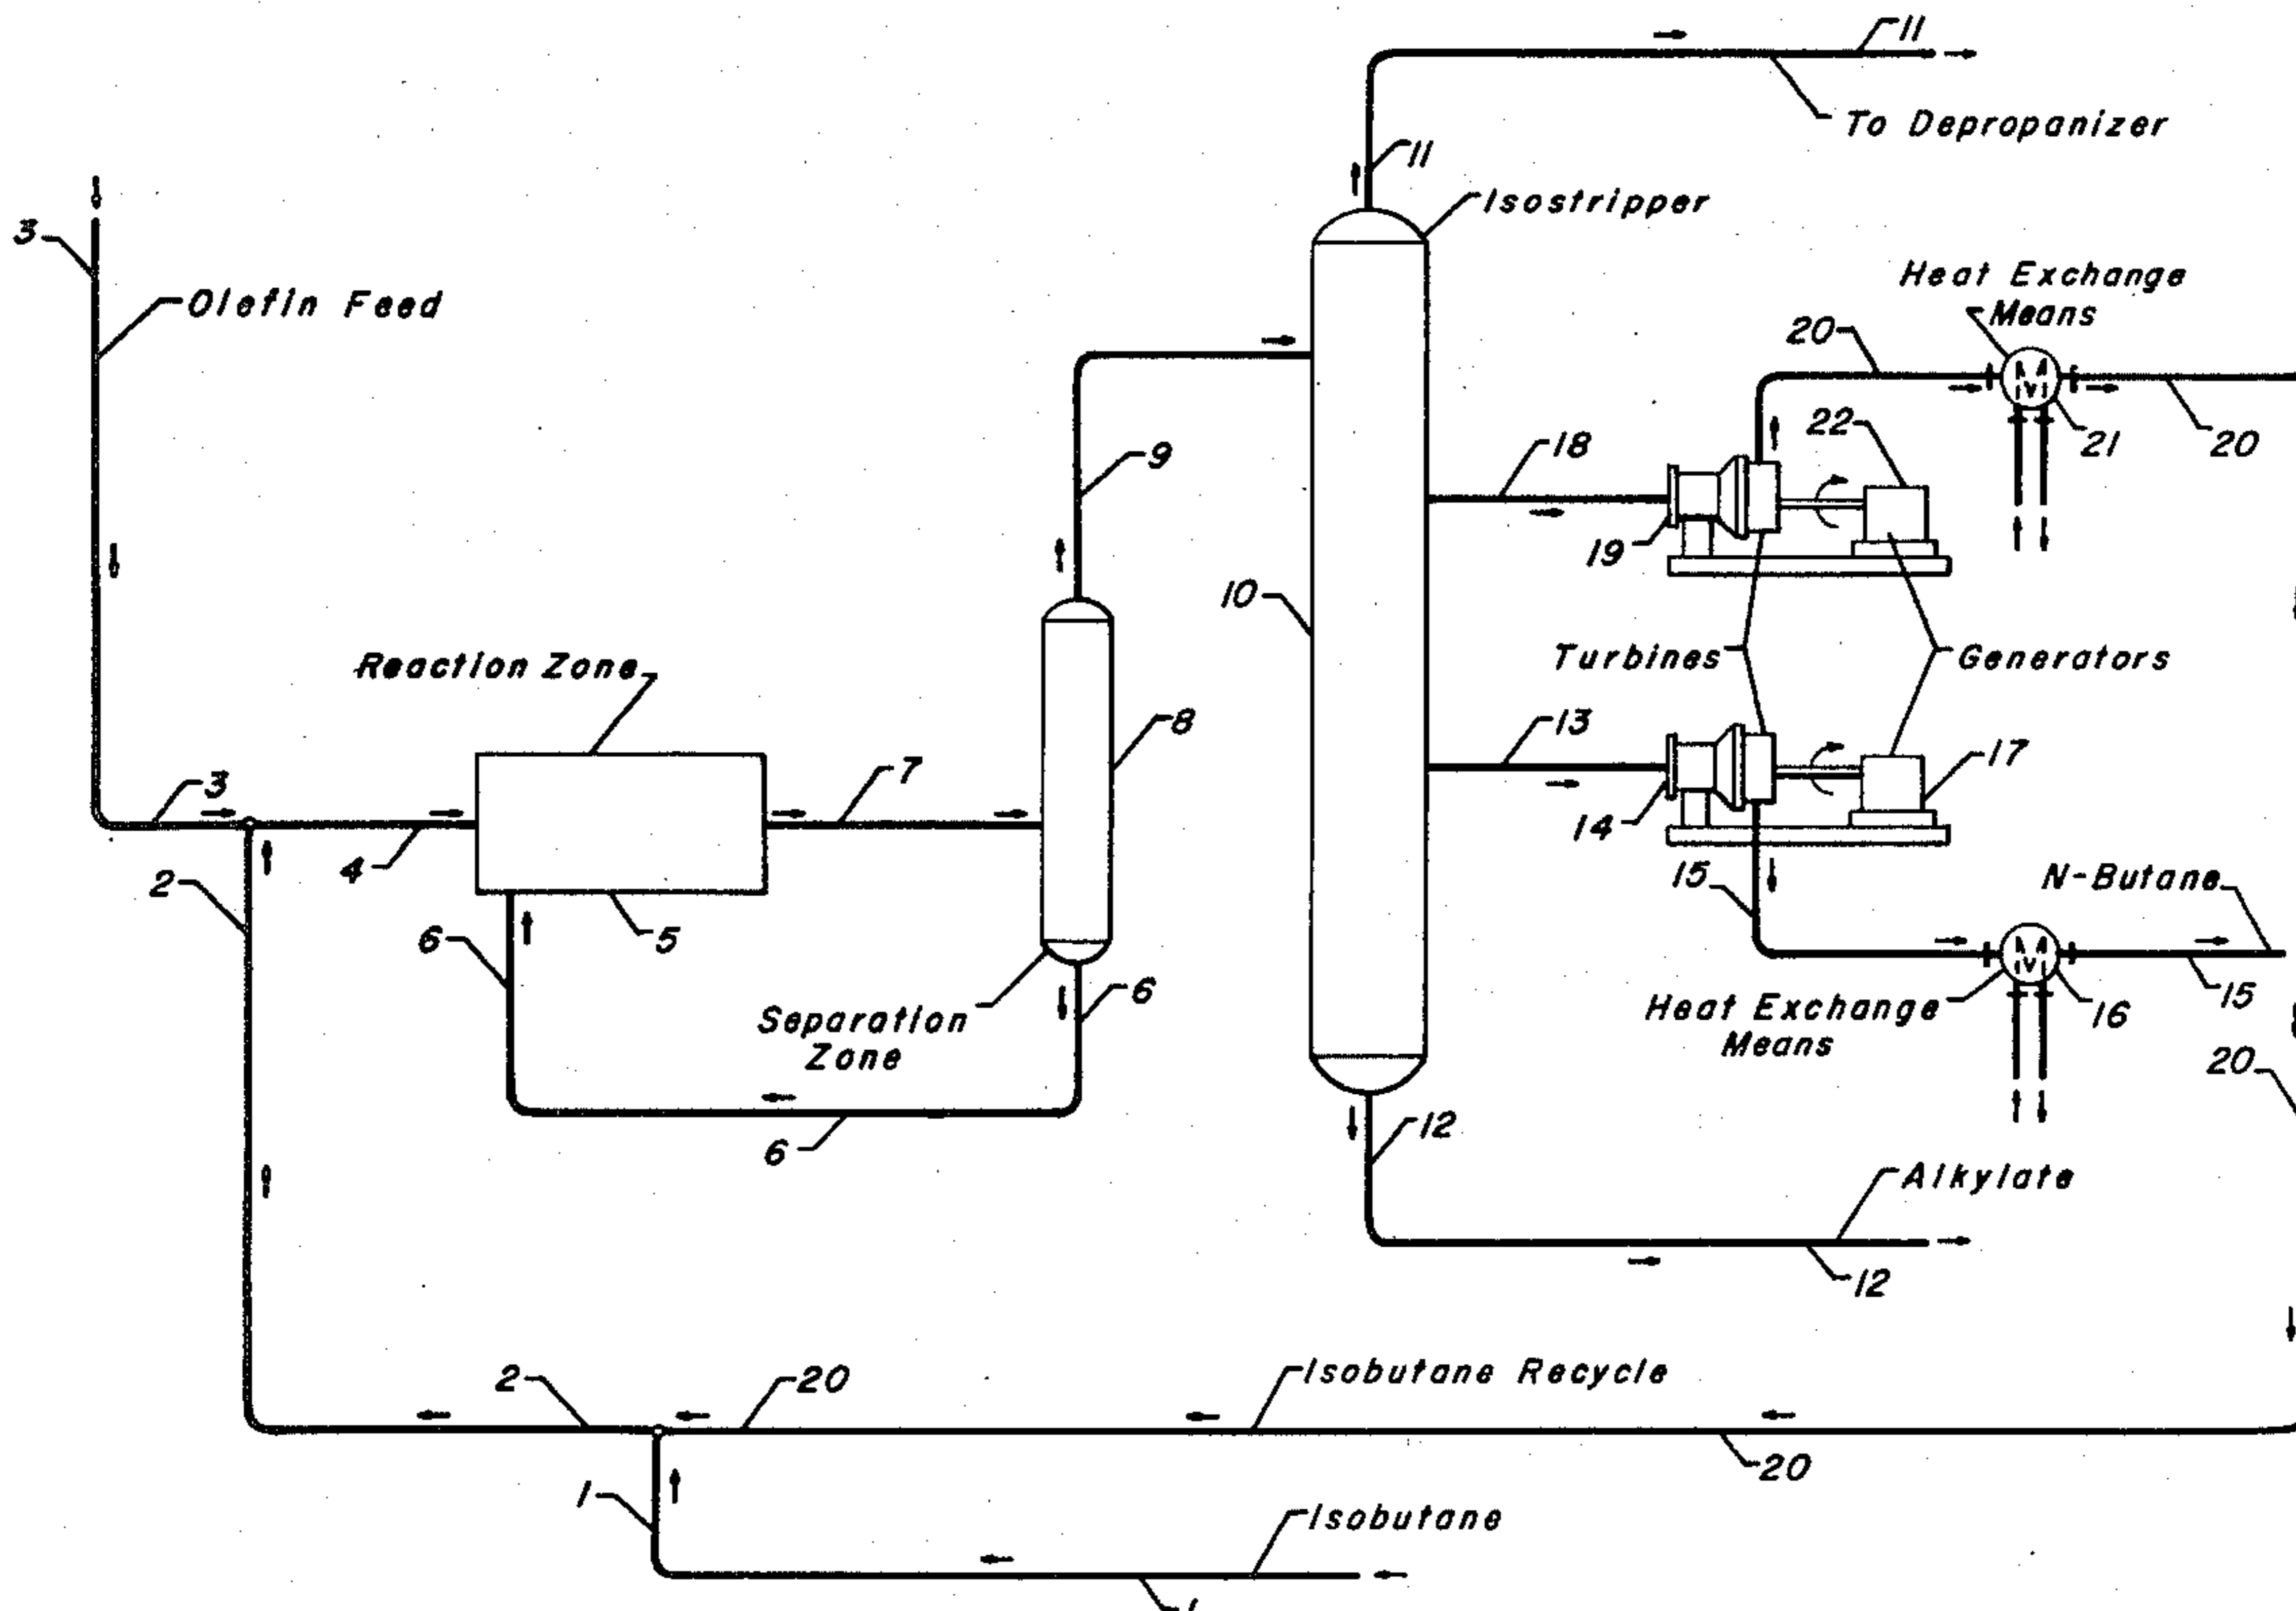 11
To Depropanizer
11
Isostripper
3
Olefin Feed
Heat Exchange
Means
20
21
20
22
9
18
19
10
Reaction Zone
Turbines
Generators
8
13
17
7
3
14
4
2
15
N-Butane
6
5
6
Separation
Zone
Heat Exchange
Means
16
15
20
12
6
Alkylate
12
2
20
Isobutane Recycle
20
1
Isobutane